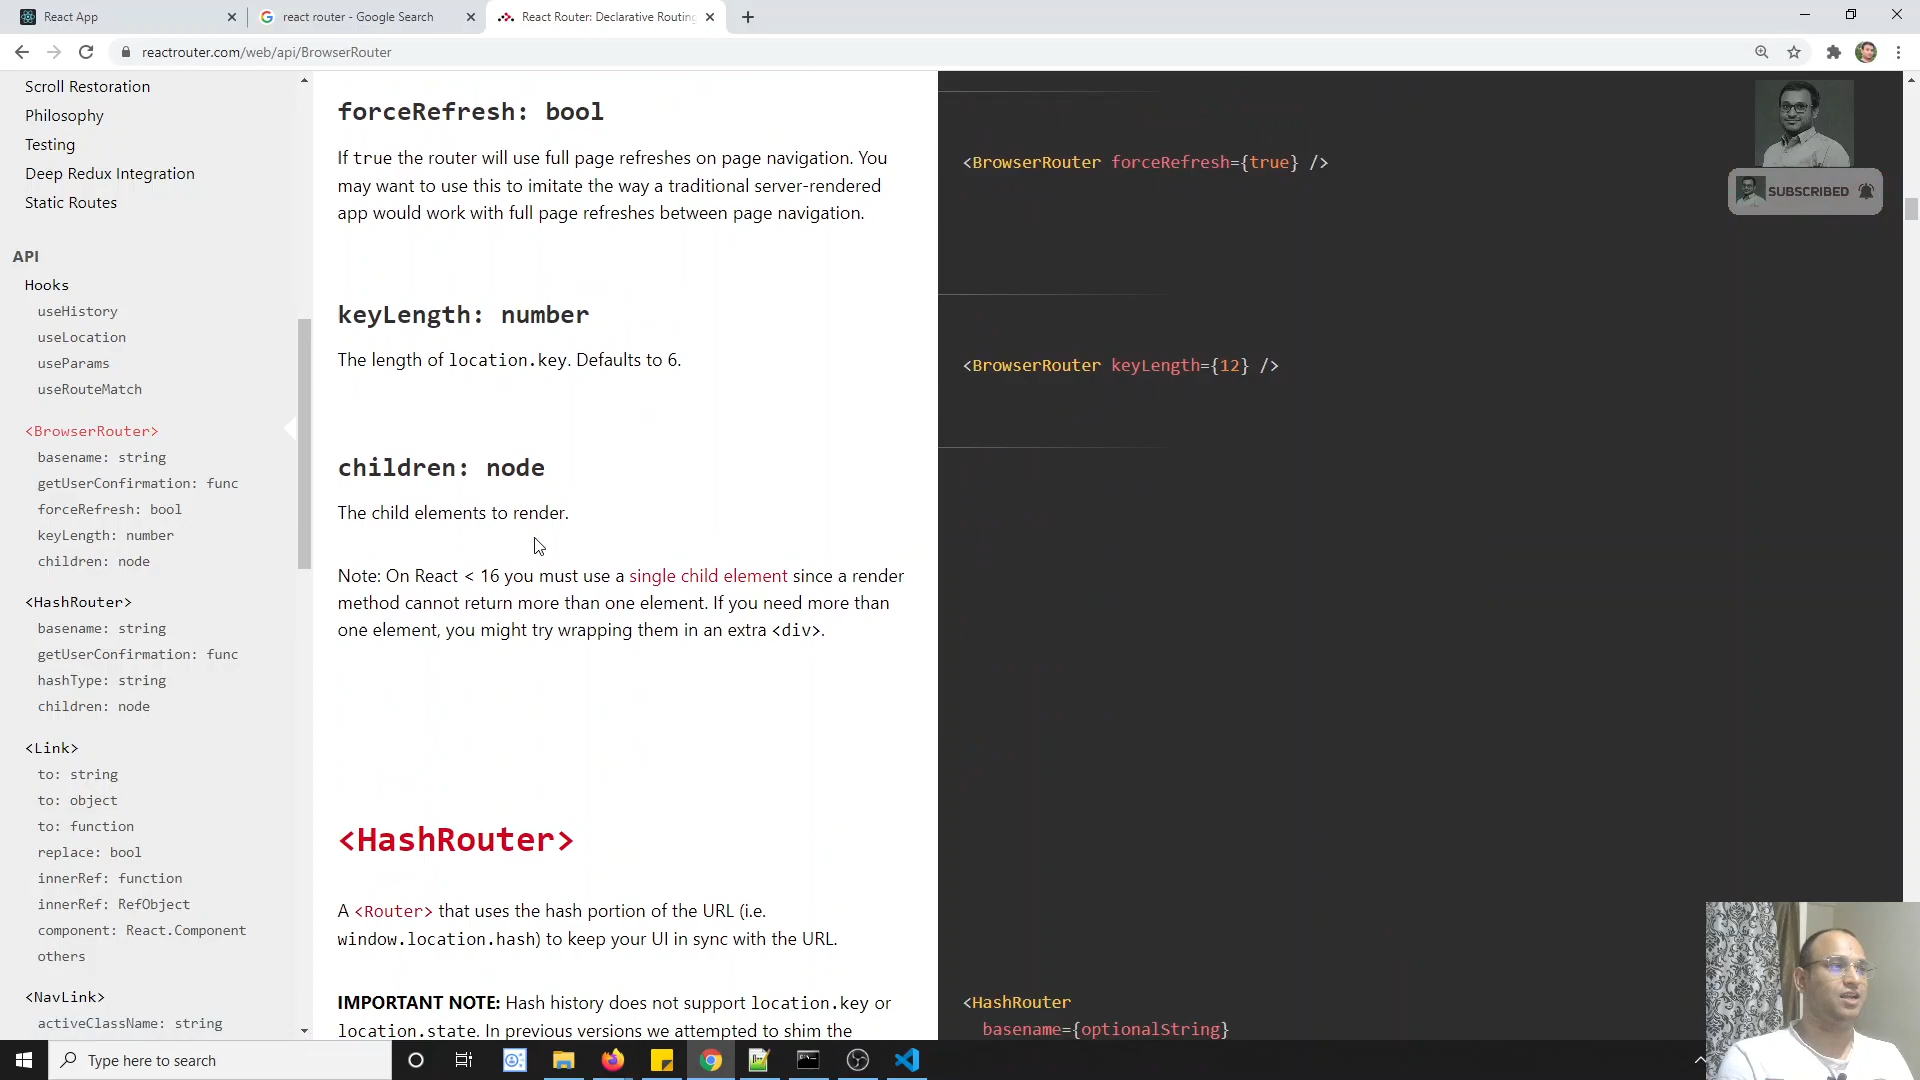 React App
react router - Google Search
React Router: Declarative Routing
reactrouter.com/web/api/BrowserRouter
Scroll Restoration
Philosophy
Testing
Deep Redux Integration
Static Routes
API
Hooks
useHistory
useLocation
useParams
useRouteMatch
<BrowserRouter>
basename: string
getUserConfirmation: func
forceRefresh: bool
keyLength: number
children: node
<HashRouter>
basename: string
getUserConfirmation: func
hashType: string
children: node
<Link>
to: string
to: object
to: function
replace: bool
innerRef: function
innerRef: RefObject
component: React.Component
others
<NavLink>
activeClassName: string
forceRefresh: bool
If true the router will use full page refreshes on page navigation. You
may want to use this to imitate the way a traditional server-rendered
app would work with full page refreshes between page navigation.
keyLength: number
The length of location.key. Defaults to 6.
children: node
The child elements to render.
Note: On React < 16 you must use a single child element since a render
method cannot return more than one element. If you need more than
one element, you might try wrapping them in an extra <div>.
<HashRouter>
A <Router> that uses the hash portion of the URL (i.e.
window.location.hash) to keep your UI in sync with the URL.
IMPORTANT NOTE: Hash history does not support location.key or
location.state. In previous versions we attempted to shim the
<BrowserRouter forceRefresh={true} />
<BrowserRouter keyLength={12} />
<HashRouter
basename={optionalString}
SUBSCRIBED
Type here to search